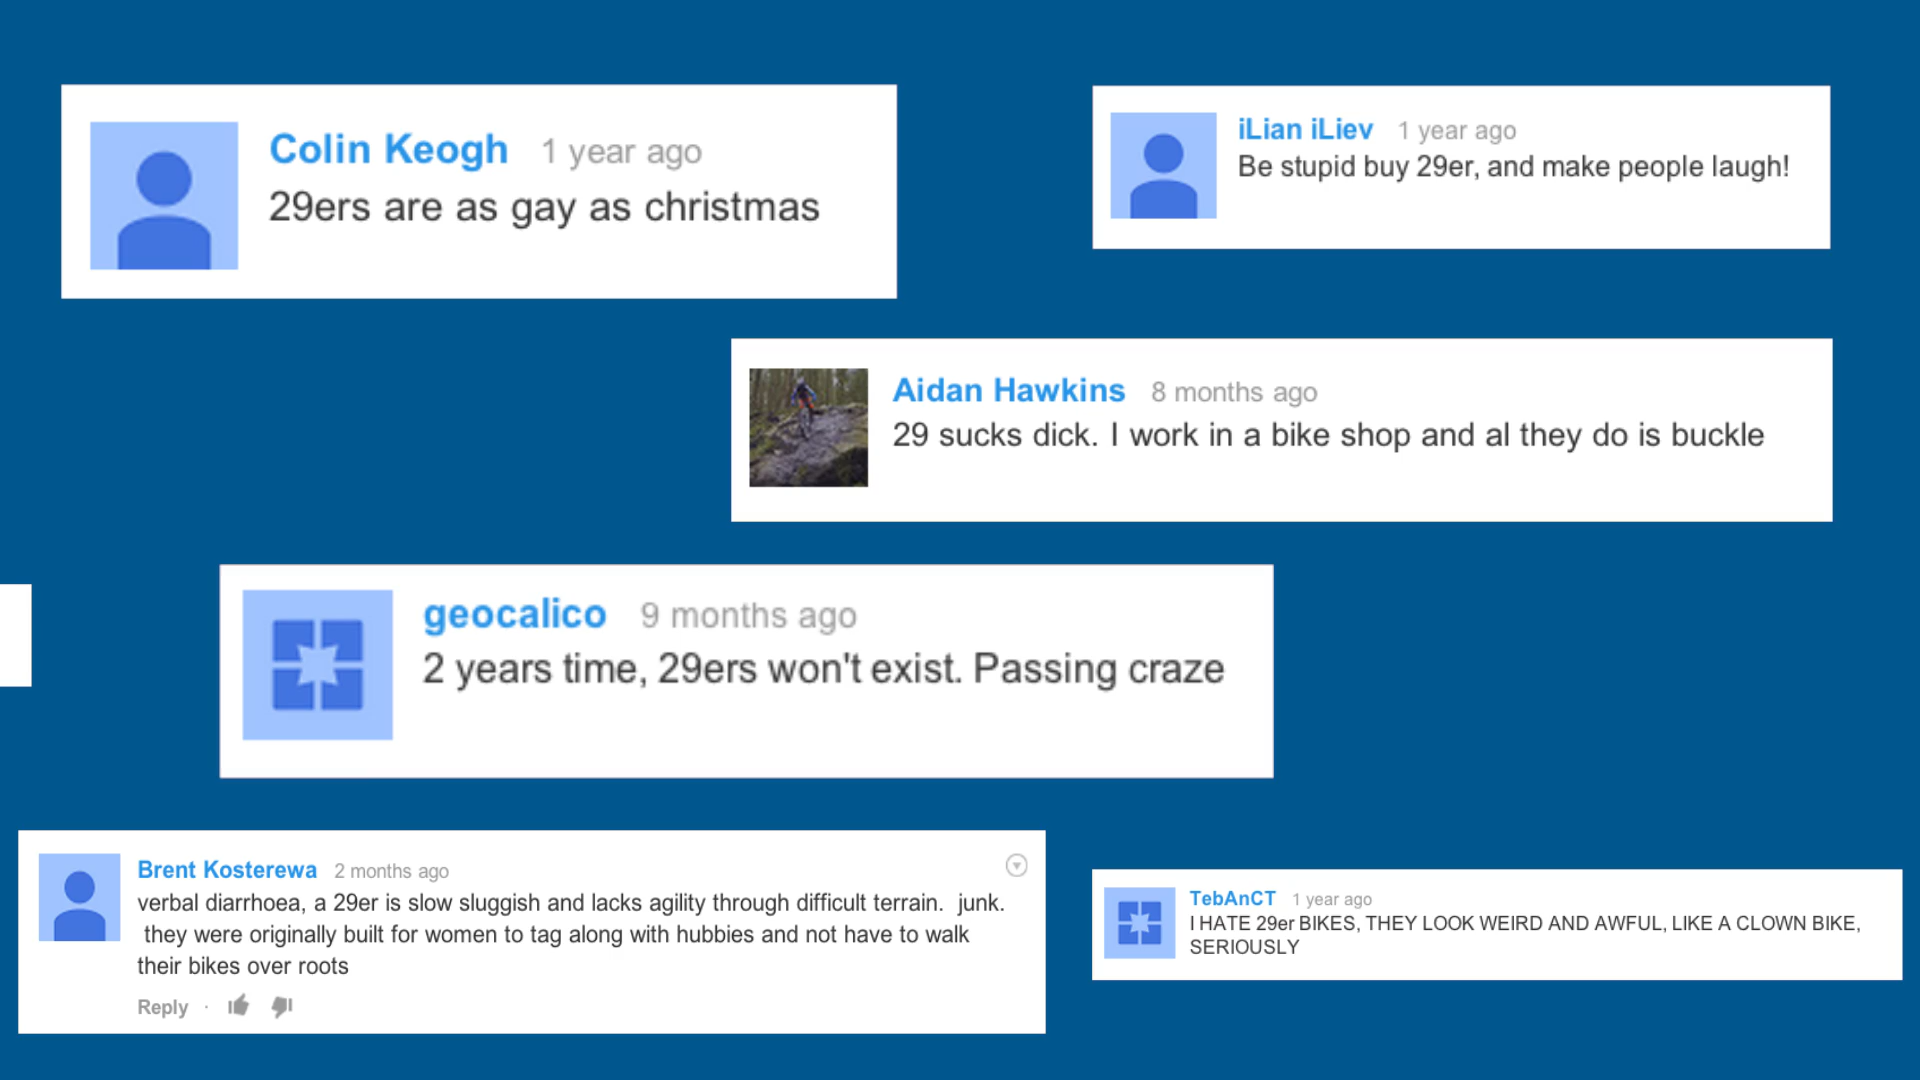 Colin Keogh 1 year ago
29ers are as gay as christmas
iLian iLiev 1 year ago
Be stupid buy 29er, and make people laugh!
Aidan Hawkins 8 months ago
29 sucks dick. I work in a bike shop and al they do is buckle
geocalico 9 months ago
2 years time, 29ers won't exist. Passing craze
Brent Kosterewa 2 months ago
verbal diarrhoea, a 29er is slow sluggish and lacks agility through difficult terrain.  junk.
they were originally built for women to tag along with hubbies and not have to walk
their bikes over roots
Reply ·
TebAnCT 1 year ago
I HATE 29er BIKES, THEY LOOK WEIRD AND AWFUL, LIKE A CLOWN BIKE,
SERIOUSLY